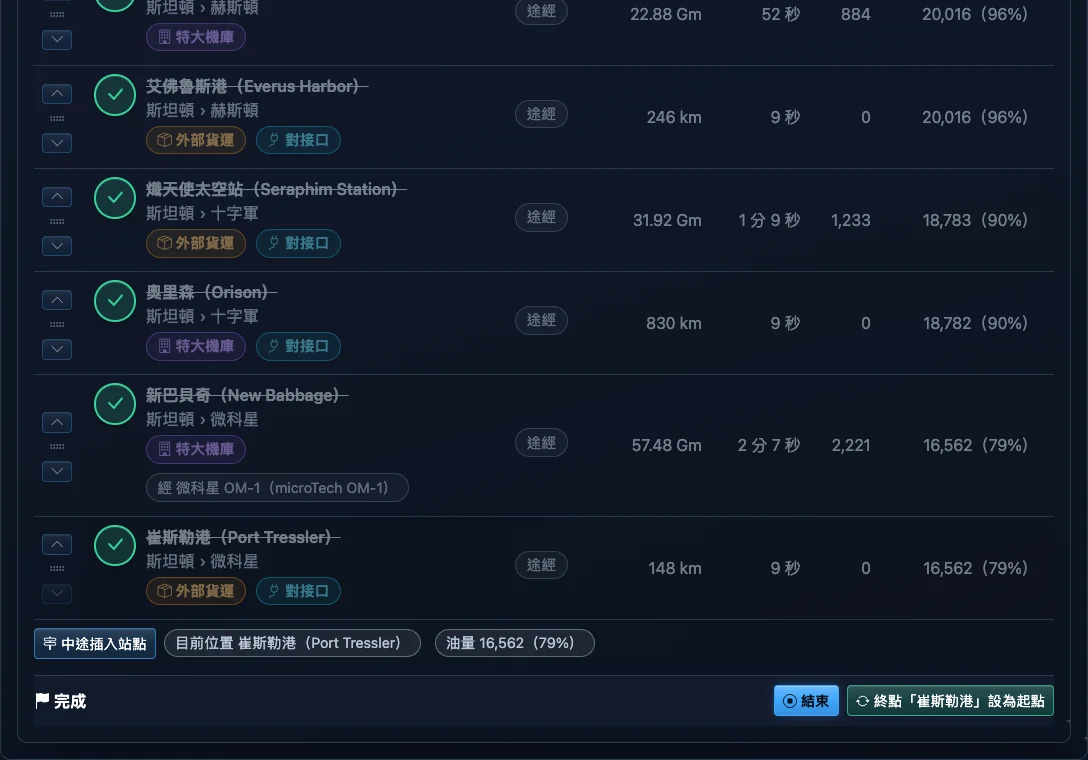 斯坦頓 › 赫斯頓
途經
22.88 Gm
52 秒
884
20,016（96%）
特大機庫
艾佛魯斯港（Everus Harbor）
斯坦頓 › 赫斯頓
途經
246 km
9 秒
0
20,016（96%）
外部貨運
對接口
熾天使太空站（Seraphim Station）
斯坦頓 › 十字軍
途經
31.92 Gm
1 分 9 秒
1,233
18,783（90%）
外部貨運
對接口
奧里森（Orison）
斯坦頓 › 十字軍
途經
830 km
9 秒
0
18,782（90%）
特大機庫
對接口
新巴貝奇（New Babbage）
斯坦頓 › 微科星
途經
57.48 Gm
2 分 7 秒
2,221
16,562（79%）
特大機庫
經 微科星 OM-1（microTech OM-1）
崔斯勒港（Port Tressler）
斯坦頓 › 微科星
途經
148 km
9 秒
0
16,562（79%）
外部貨運
對接口
中途插入站點
目前位置 崔斯勒港（Port Tressler）
油量 16,562（79%）
完成
結束
終點「崔斯勒港」設為起點